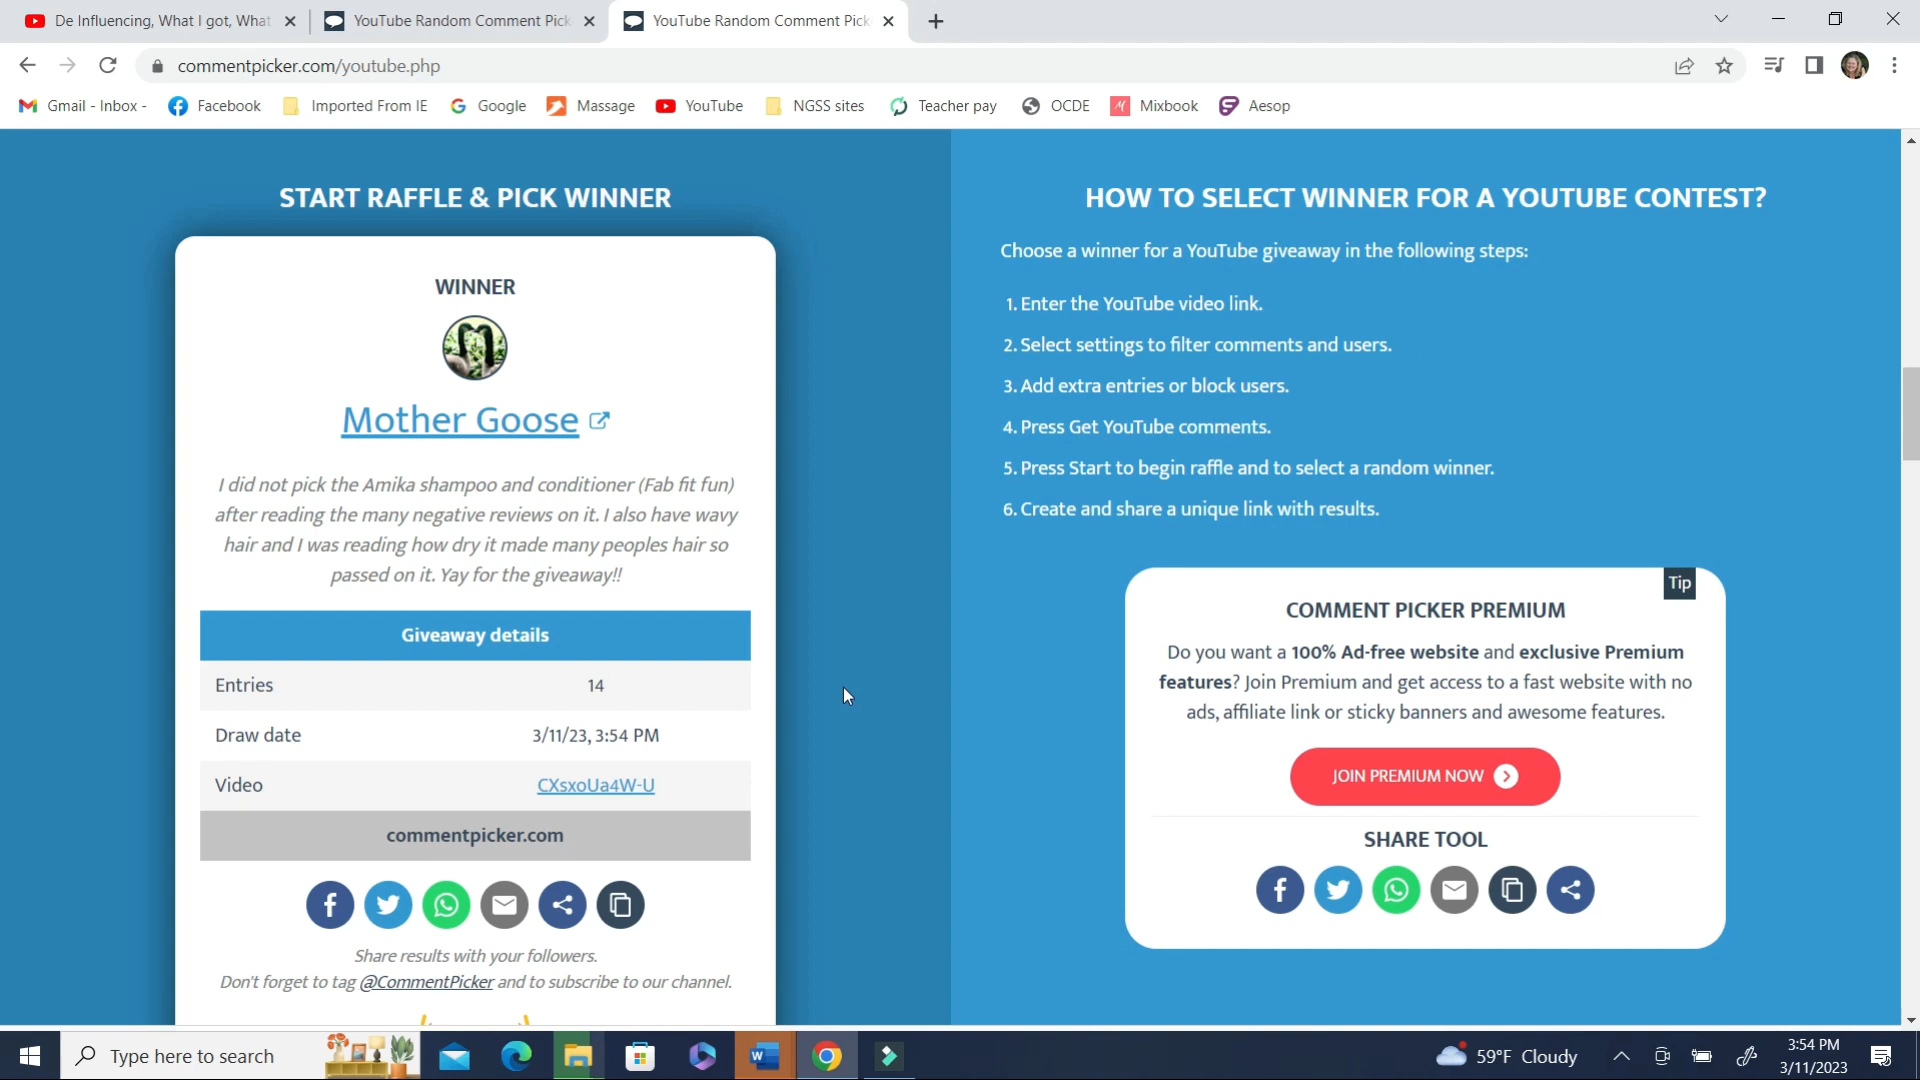 De Influencing, What I got, What
YouTube Random Comment Pick
YouTube Random Comment Pick
commentpicker.com/youtube.php
Gmail - Inbox -
Facebook
Imported From IE
Google
Massage
YouTube
NGSS sites
Teacher pay
OCDE
Mixbook
Aesop
START RAFFLE & PICK WINNER
WINNER
Mother Goose
I did not pick the Amika shampoo and conditioner (Fab fit fun)
after reading the many negative reviews on it. I also have wavy
hair and I was reading how dry it made many peoples hair so
passed on it. Yay for the giveaway!!
Giveaway details
Entries 14
Draw date 3/11/23, 3:54 PM
Video CXsxoUa4W-U
commentpicker.com
Share results with your followers.
Don't forget to tag @CommentPicker and to subscribe to our channel.
HOW TO SELECT WINNER FOR A YOUTUBE CONTEST?
Choose a winner for a YouTube giveaway in the following steps:
1. Enter the YouTube video link.
2. Select settings to filter comments and users.
3. Add extra entries or block users.
4. Press Get YouTube comments.
5. Press Start to begin raffle and to select a random winner.
6. Create and share a unique link with results.
Tip
COMMENT PICKER PREMIUM
Do you want a 100% Ad-free website and exclusive Premium
features? Join Premium and get access to a fast website with no
ads, affiliate link or sticky banners and awesome features.
JOIN PREMIUM NOW
SHARE TOOL
Type here to search
59°F Cloudy
3:54 PM
3/11/2023